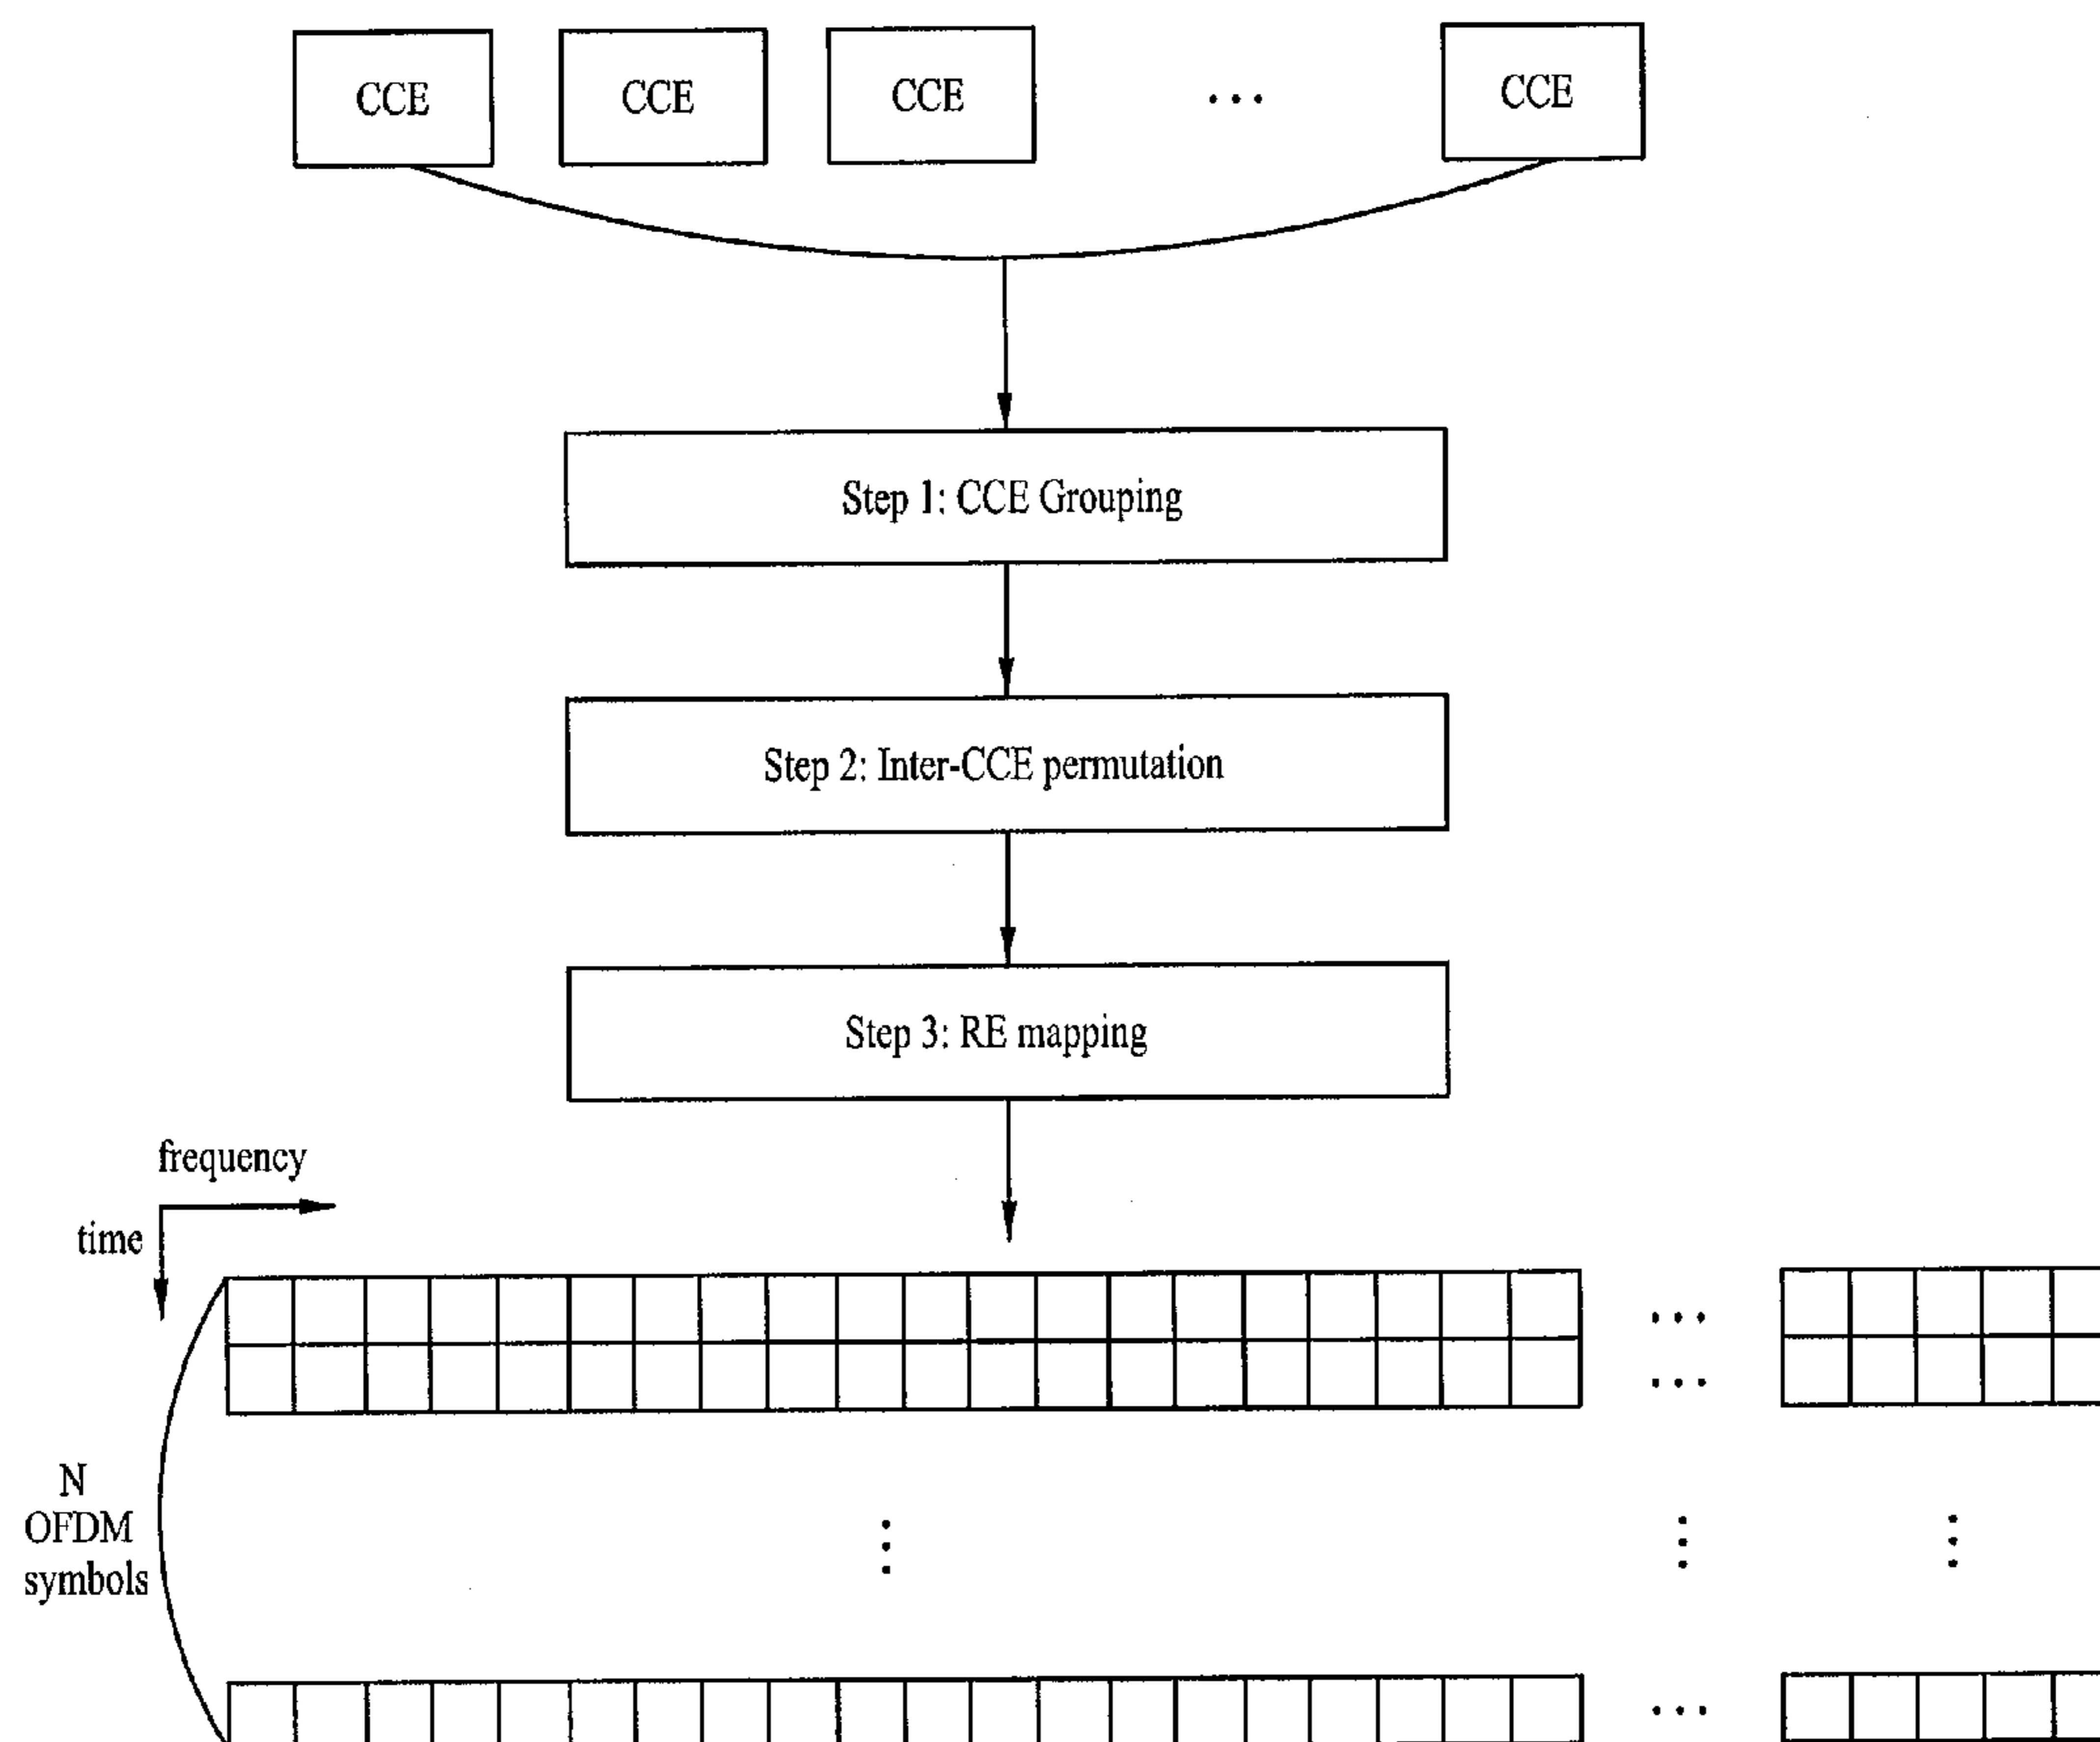 CCE CCE CCE ... CCE
Step 1: CCE Grouping
Step 2: Inter-CCE permutation
Step 3: RE mapping
frequency
time
...
...
N
OFDM
symbols
...